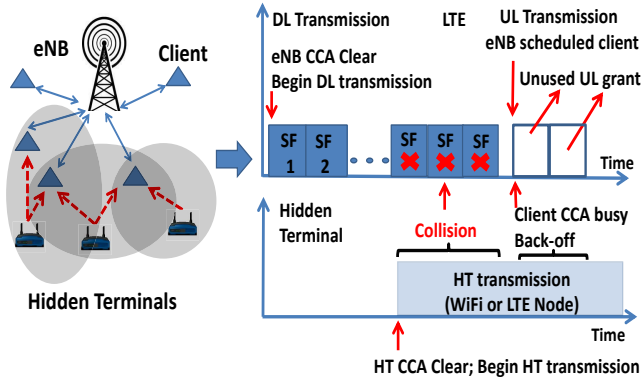 eNB
Client
Hidden Terminals
DL Transmission
LTE
UL Transmission
eNB scheduled client
eNB CCA Clear
Begin DL transmission
Unused UL grant
SF
1
SF
2
SF
SF
SF
Time
Hidden
Terminal
Collision
Client CCA busy
Back-off
HT transmission
(WiFi or LTE Node)
Time
HT CCA Clear; Begin HT transmission